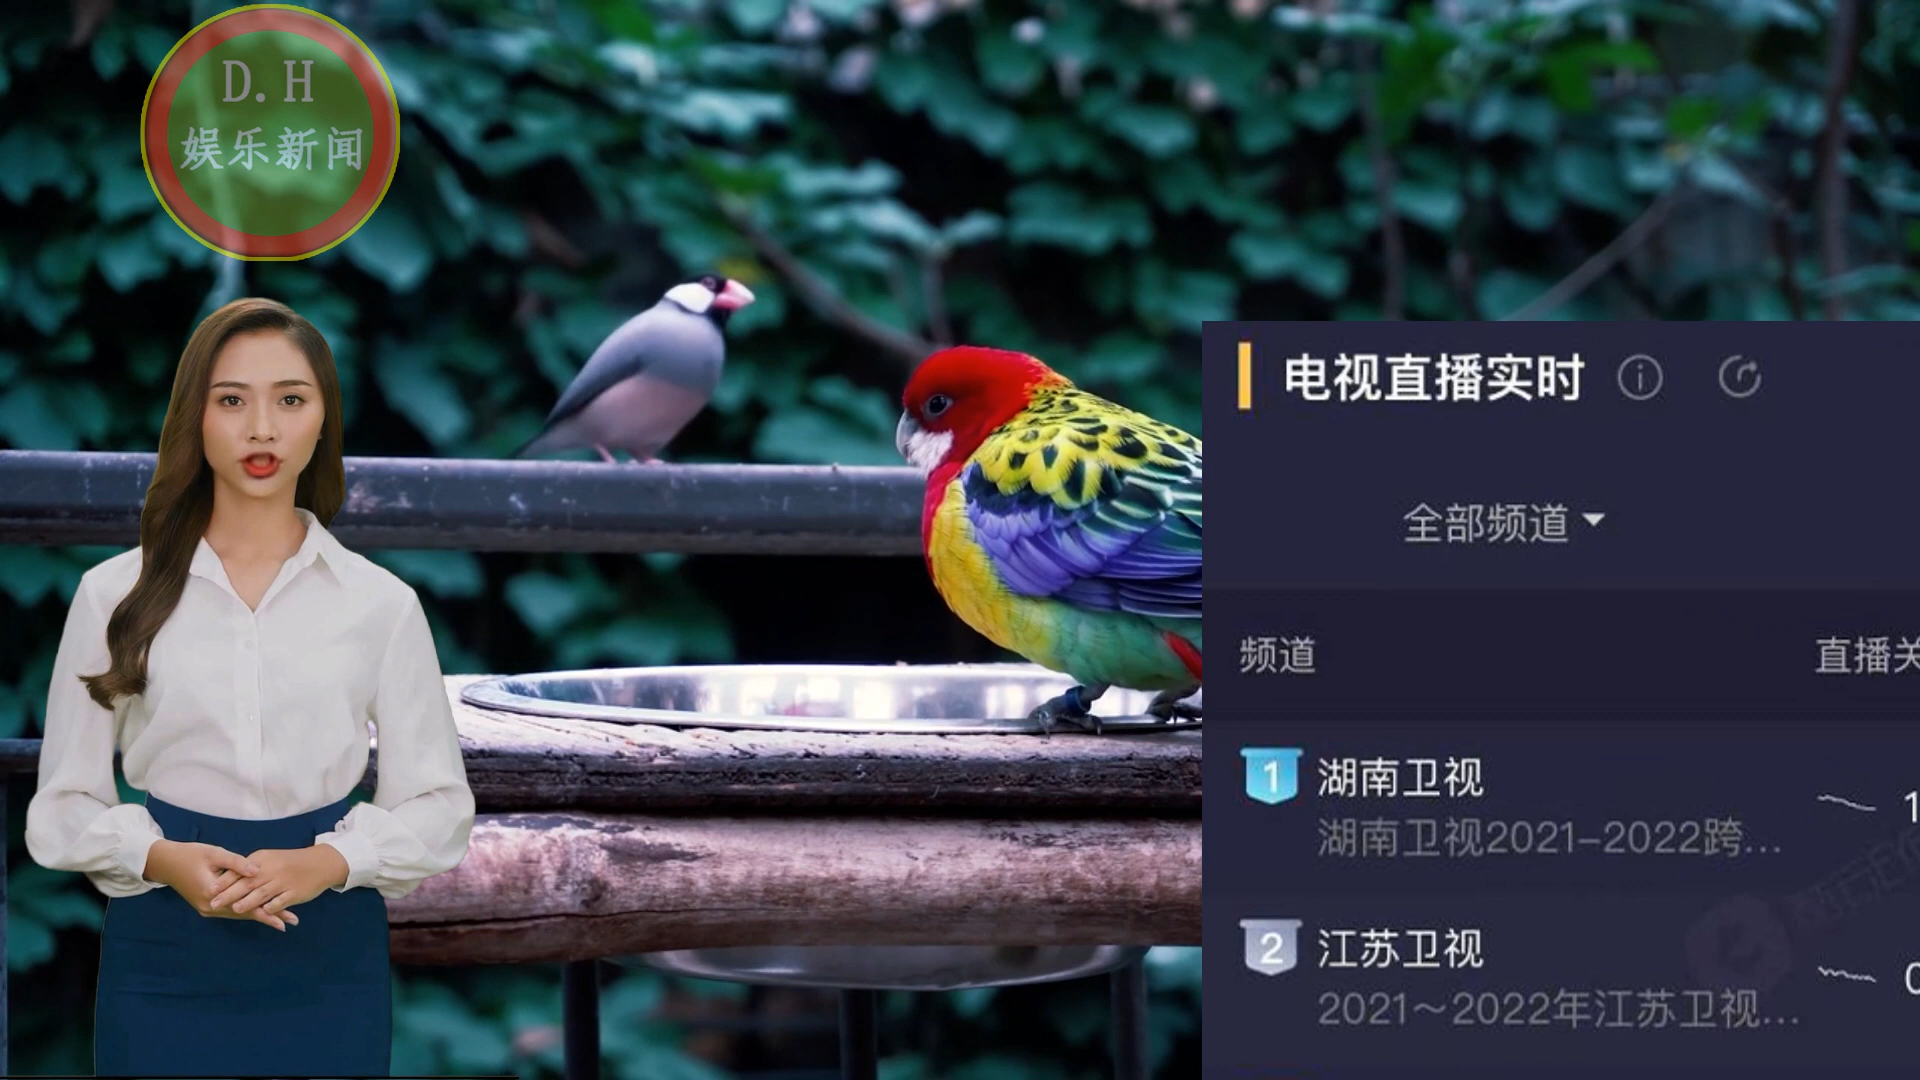 D.H
娱乐新闻
电视直播实时
全部频道
频道
直播关
1
湖南卫视
湖南卫视2021-2022跨...
1
2
江苏卫视
2021~2022年江苏卫视...
0